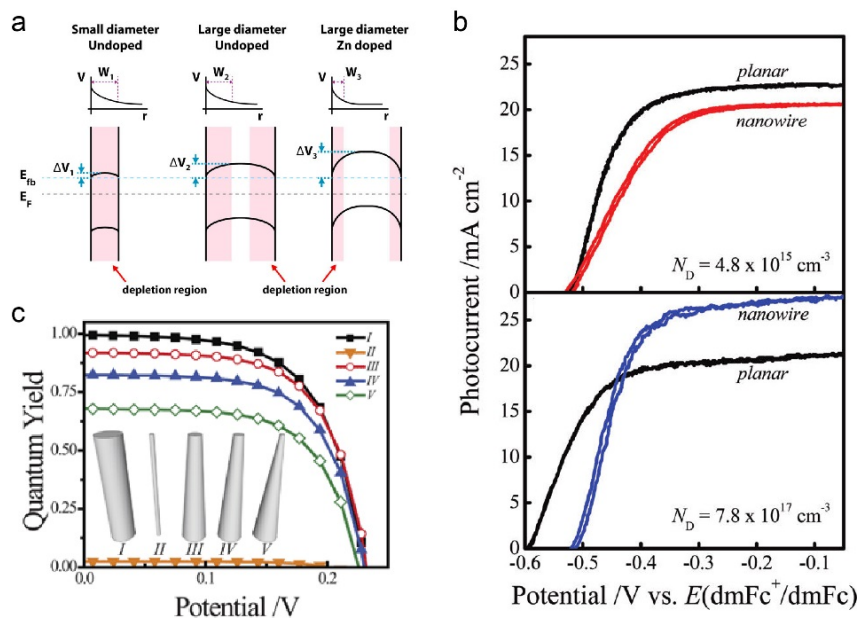 a
Small diameter
Undoped
Large diameter
Undoped
Large diameter
Zn doped
V
W1
r
V
W2
r
V
W3
r
ΔV1
ΔV2
ΔV3
Efb
EF
depletion region
depletion region
b
25
20
15
10
5
0
planar
nanowire
ND = 4.8 x 10^15 cm^-3
25
20
15
10
5
0
nanowire
planar
ND = 7.8 x 10^17 cm^-3
-0.6 -0.5 -0.4 -0.3 -0.2 -0.1
Photocurrent /mA cm^-2
Potential /V vs. E(dmFc^+/dmFc)
c
1.00
0.75
0.50
0.25
0.00
I
II
III
IV
V
I II III IV V
0.0 0.1 0.2
Quantum Yield
Potential /V